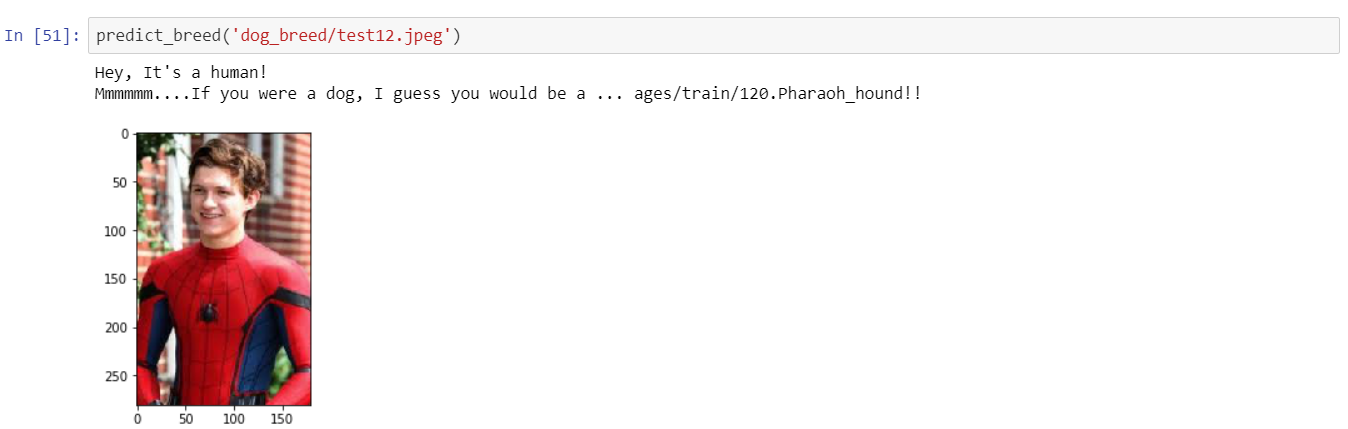 In [51]: predict_breed('dog_breed/test12.jpeg')
Hey, It's a human!
Mmmmmm....If you were a dog, I guess you would be a ... ages/train/120.Pharaoh_hound!!
0
50
100
150
200
250
0 50 100 150